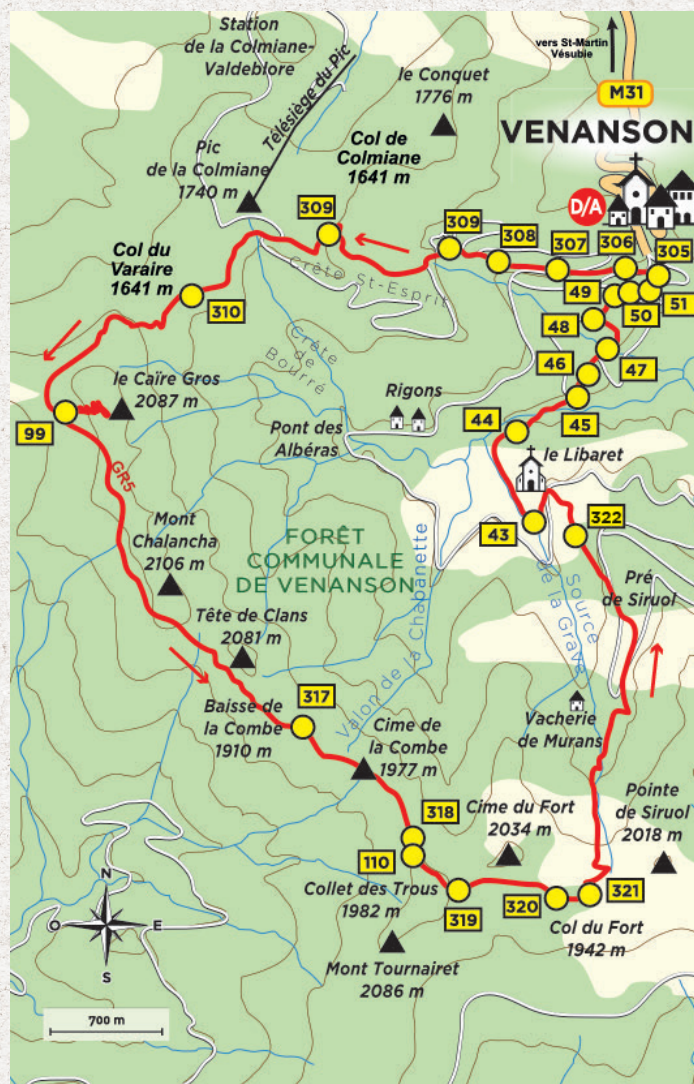 Station
de la Colmiane-
Valdeblore
vers St-Martin
Vésubie
M31
VENANSON
D/A
le Conquet
1776 m
Télésiège du Pic
Pic
de la Colmiane
1740 m
Col de
Colmiane
1641 m
309
309
308
307
306
305
49
50
51
48
47
46
45
44
Crête St-Esprit
Col du
Varaire
1641 m
310
Crête
de
Bourré
le Caïre Gros
2087 m
99
GR5
Rigons
Pont des
Albéras
le Libaret
43
322
Mont
Chalancha
2106 m
FORÊT
COMMUNALE
DE VENANSON
Valon de la Chabanette
Source
de la Grave
Pré
de Siruol
Tête de Clans
2081 m
317
Baisse de
la Combe
1910 m
Cime de
la Combe
1977 m
Vacherie
de Murans
318
110
Cime du Fort
2034 m
Pointe
de Siruol
2018 m
Collet des Trous
1982 m
319
320
321
Col du Fort
1942 m
Mont Tournairet
2086 m
N
O
E
S
700 m